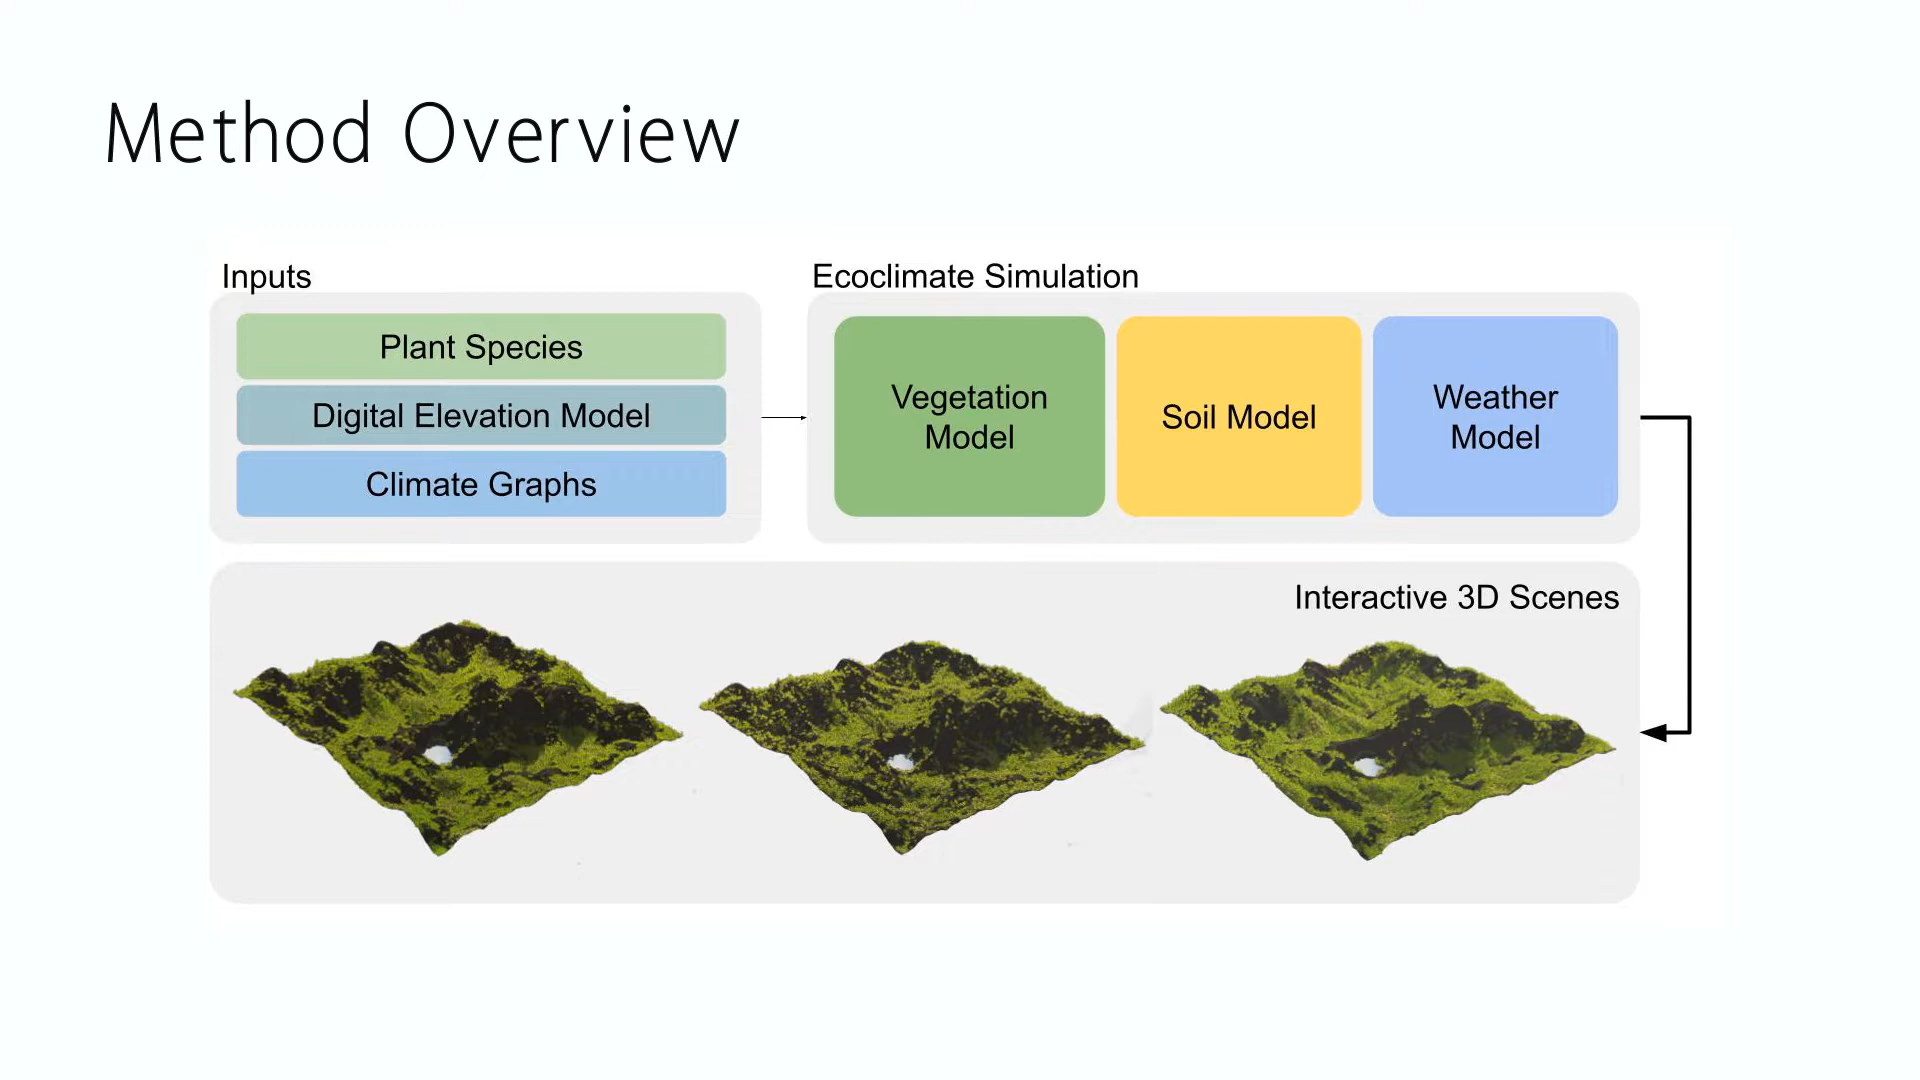 Method Overview
Inputs
Plant Species
Digital Elevation Model
Climate Graphs
Ecoclimate Simulation
Vegetation
Model
Soil Model
Weather
Model
Interactive 3D Scenes